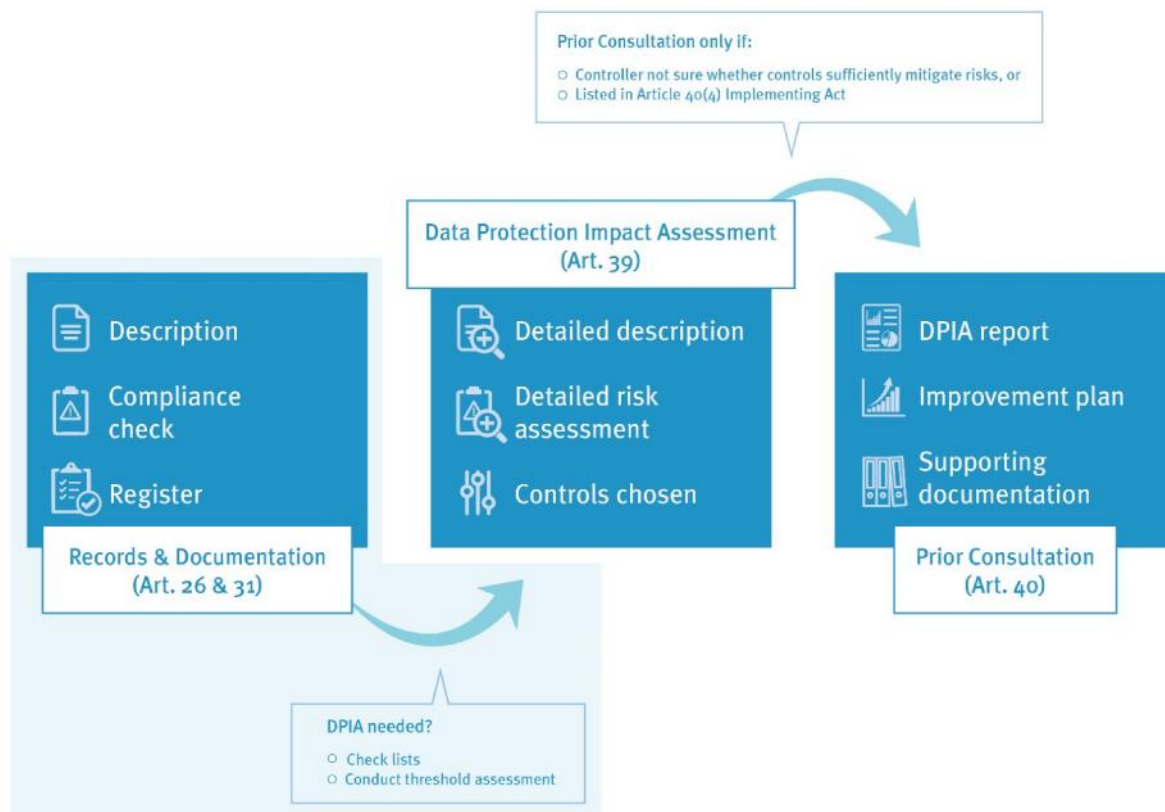 Prior Consultation only if:
○ Controller not sure whether controls sufficiently mitigate risks, or
○ Listed in Article 40(4) Implementing Act
Data Protection Impact Assessment
(Art. 39)
Description
Compliance
check
Register
Records & Documentation
(Art. 26 & 31)
Detailed description
Detailed risk
assessment
Controls chosen
DPIA report
Improvement plan
Supporting
documentation
Prior Consultation
(Art. 40)
DPIA needed?
○ Check lists
○ Conduct threshold assessment